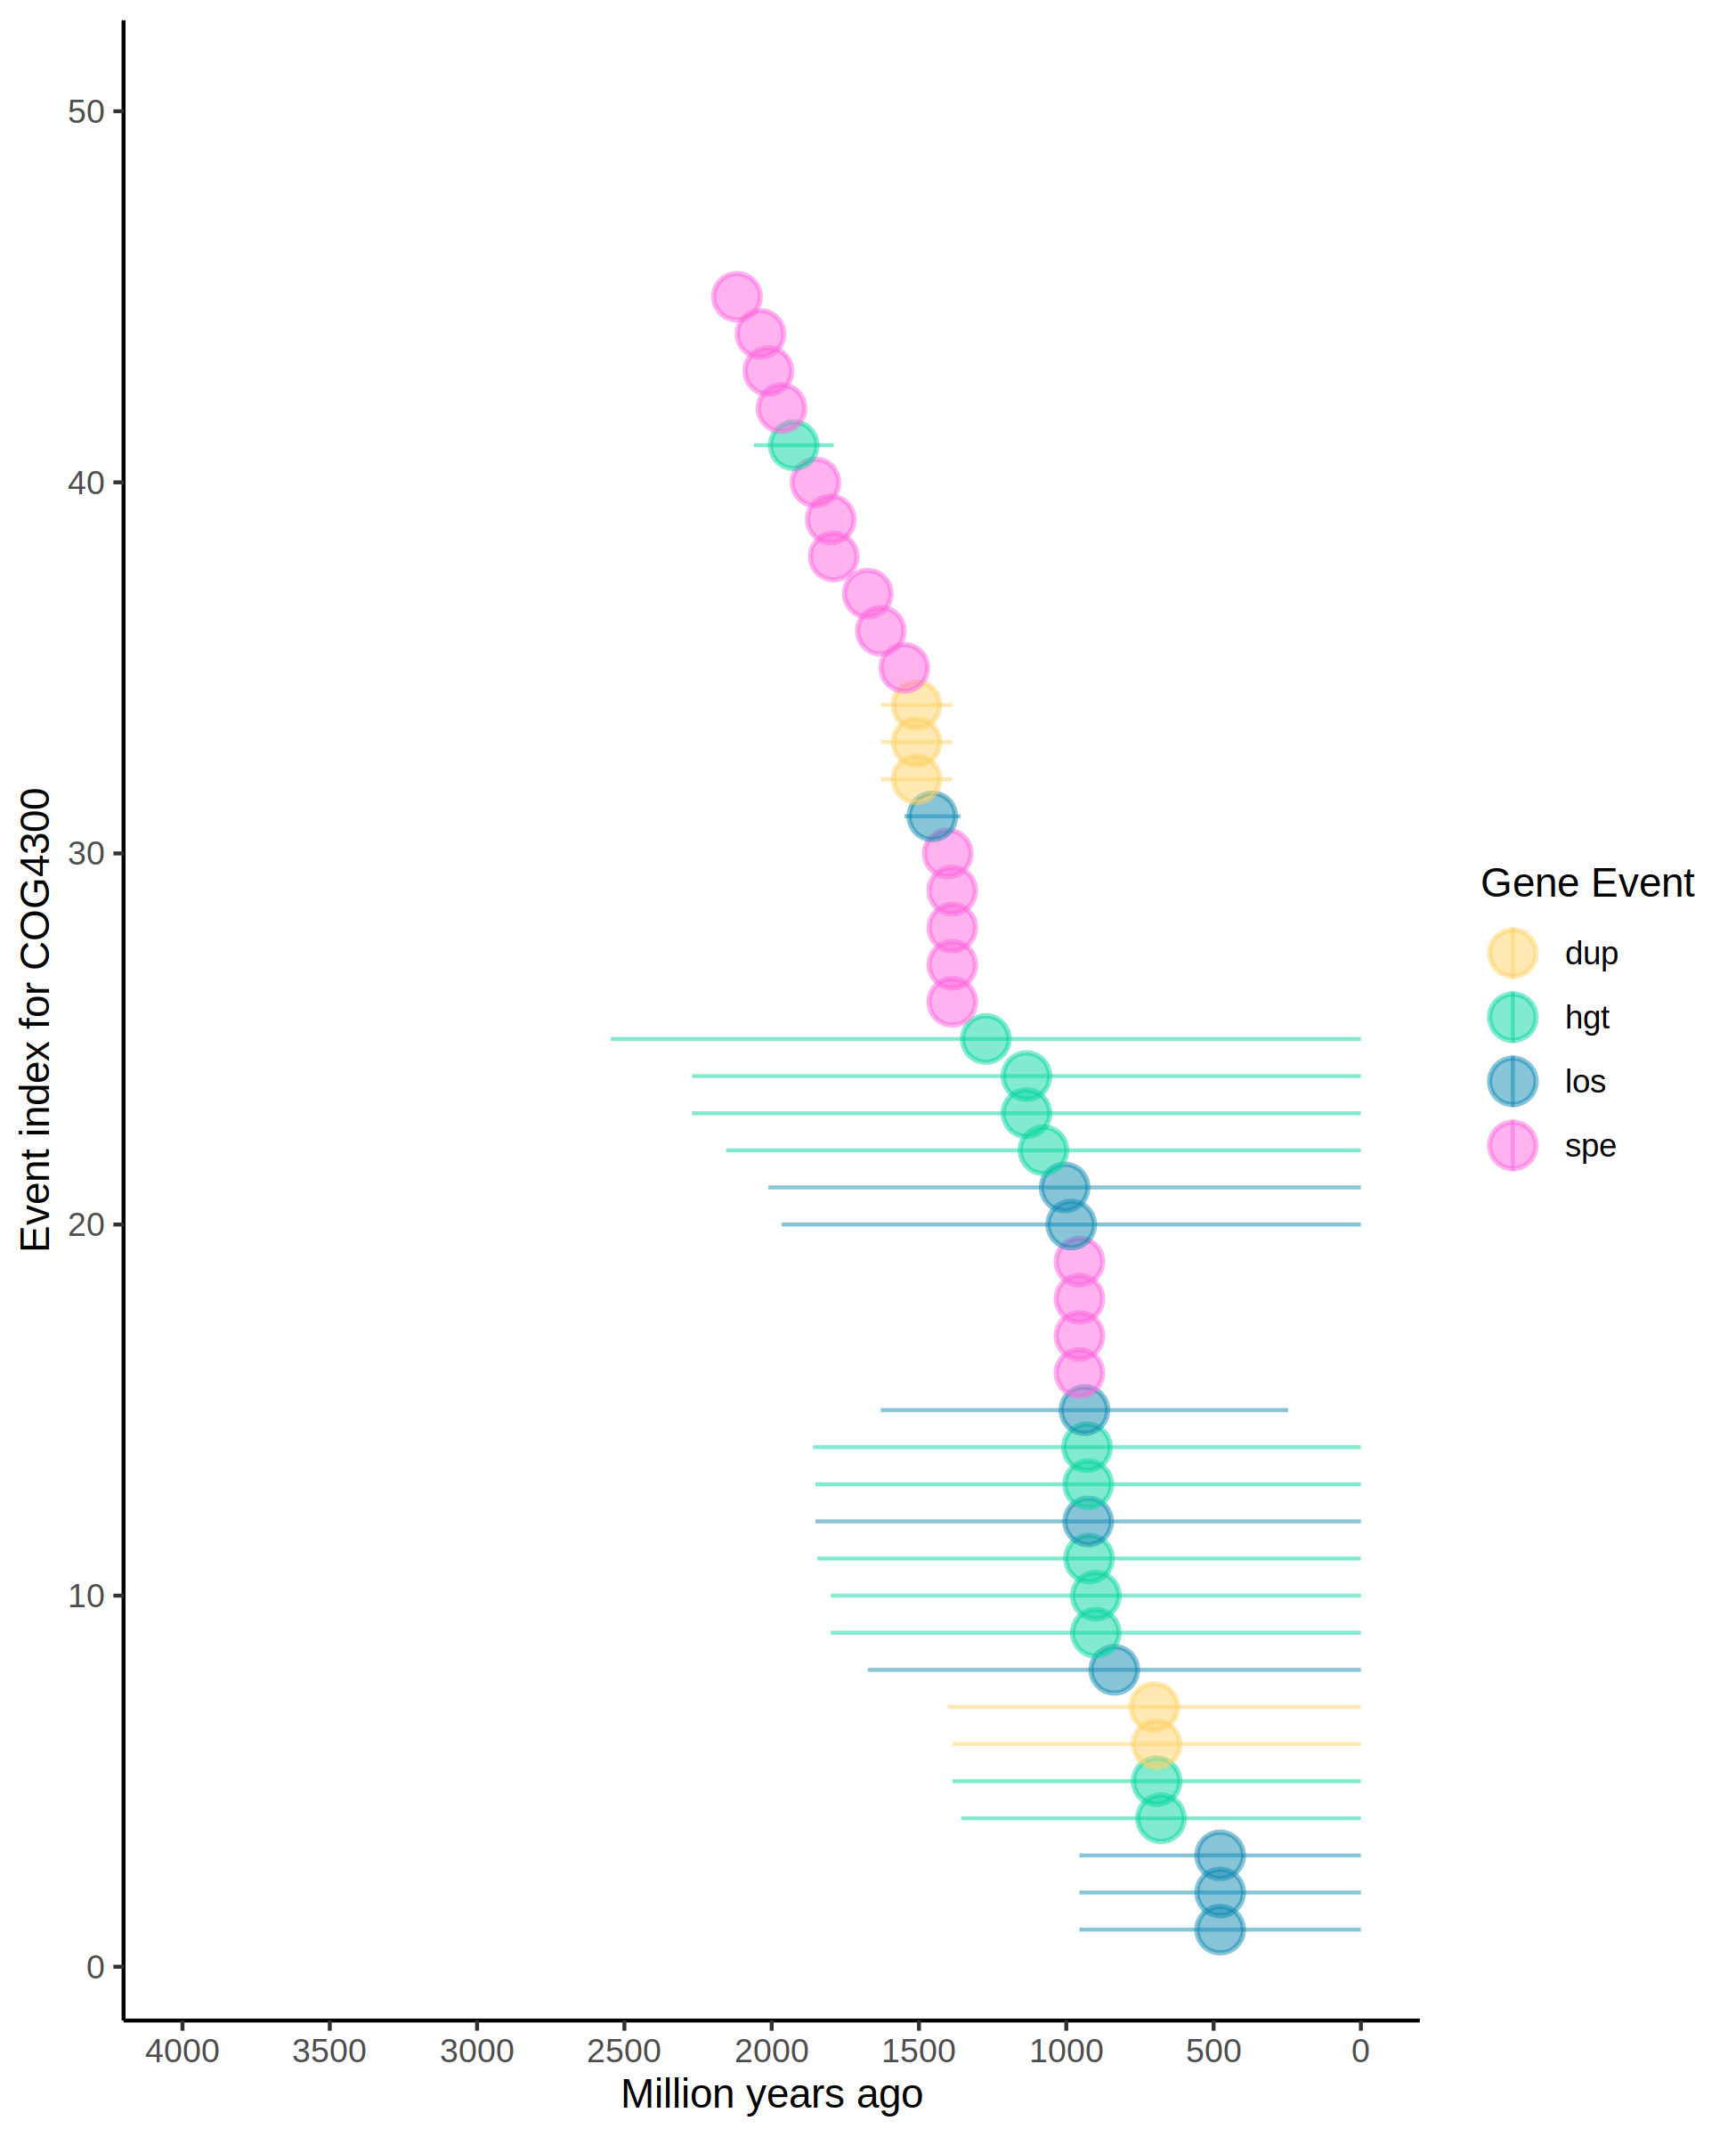 Event index for COG4300
50
40
30
20
10
0
4000 3500 3000 2500 2000 1500 1000 500 0
Million years ago
Gene Event
dup
hgt
los
spe